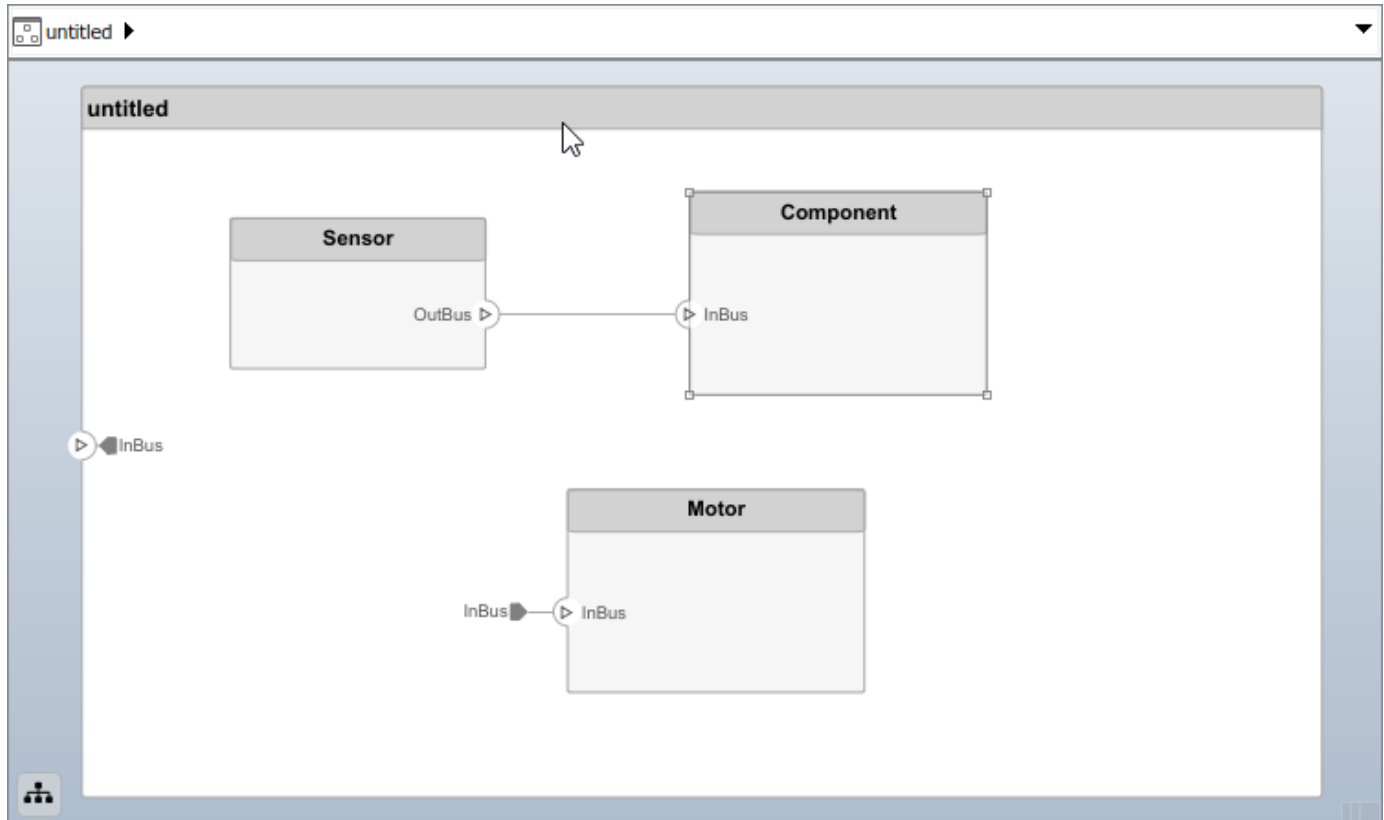 untitled
untitled
Component
Sensor
OutBus
InBus
InBus
Motor
InBus
InBus